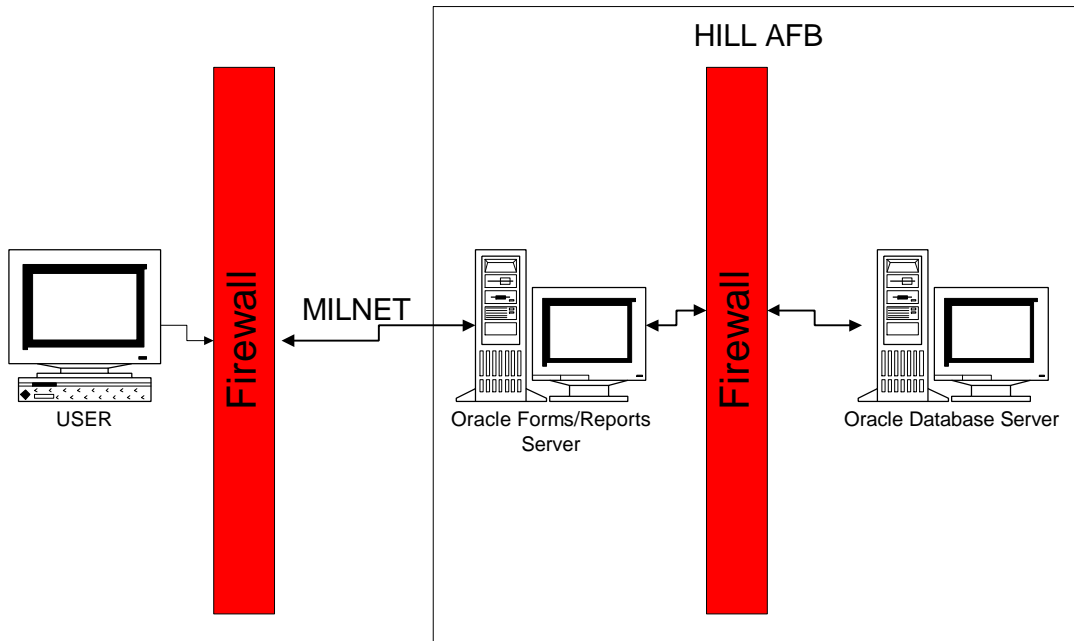 HILL AFB
Firewall
MILNET
Firewall
USER
Oracle Forms/Reports
Server
Oracle Database Server